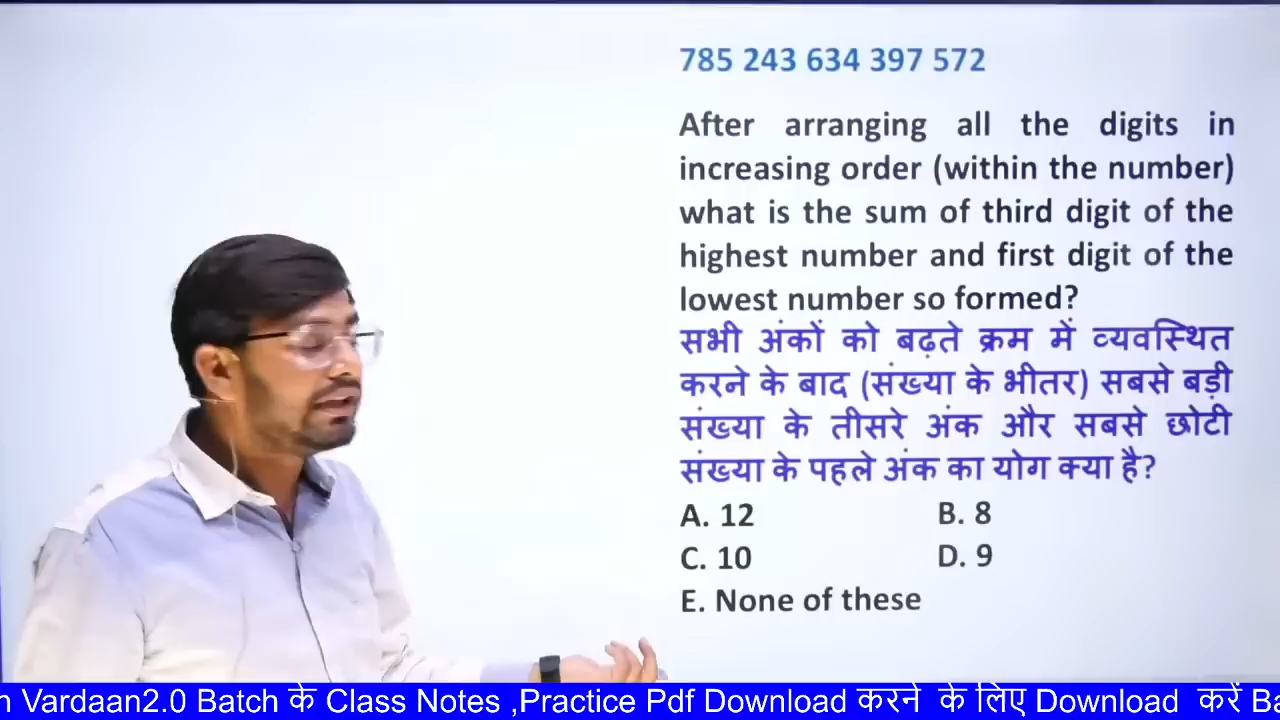 785 243 634 397 572
After arranging all the digits in
increasing order (within the number)
what is the sum of third digit of the
highest number and first digit of the
lowest number so formed?
सभी अंकों को बढ़ते क्रम में व्यवस्थित
करने के बाद (संख्या के भीतर) सबसे बड़ी
संख्या के तीसरे अंक और सबसे छोटी
संख्या के पहले अंक का योग क्या है?
A. 12 B. 8
C. 10 D. 9
E. None of these
Vardaan2.0 Batch के Class Notes ,Practice Pdf Download करने के लिए Download करें